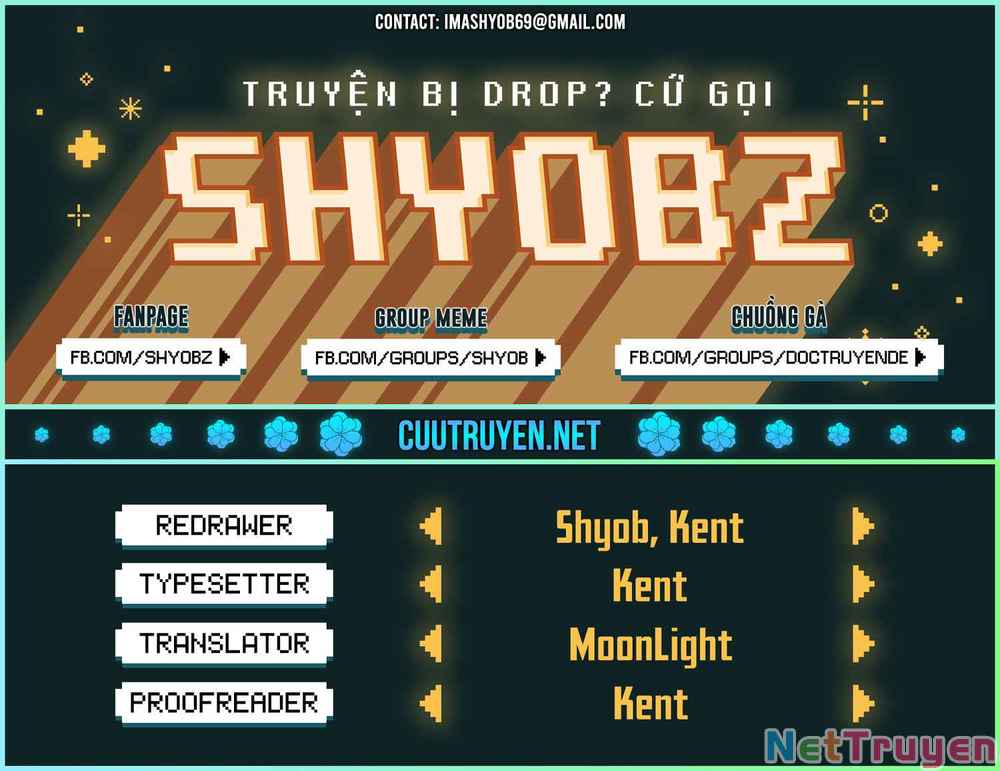 CONTACT: IMASHYOB69@GMAIL.COM
TRUYỆN BỊ DROP? CỨ GỌI
SHYOBZ
FANPAGE
GROUP MEME
CHUỒNG GÀ
FB.COM/SHYOBZ
FB.COM/GROUPS/SHYOB
FB.COM/GROUPS/DOCTRUYENDE
CUUTRUYEN.NET
REDRAWER
Shyob, Kent
TYPESETTER
Kent
TRANSLATOR
MoonLight
PROOFREADER
Kent
NetTruyen